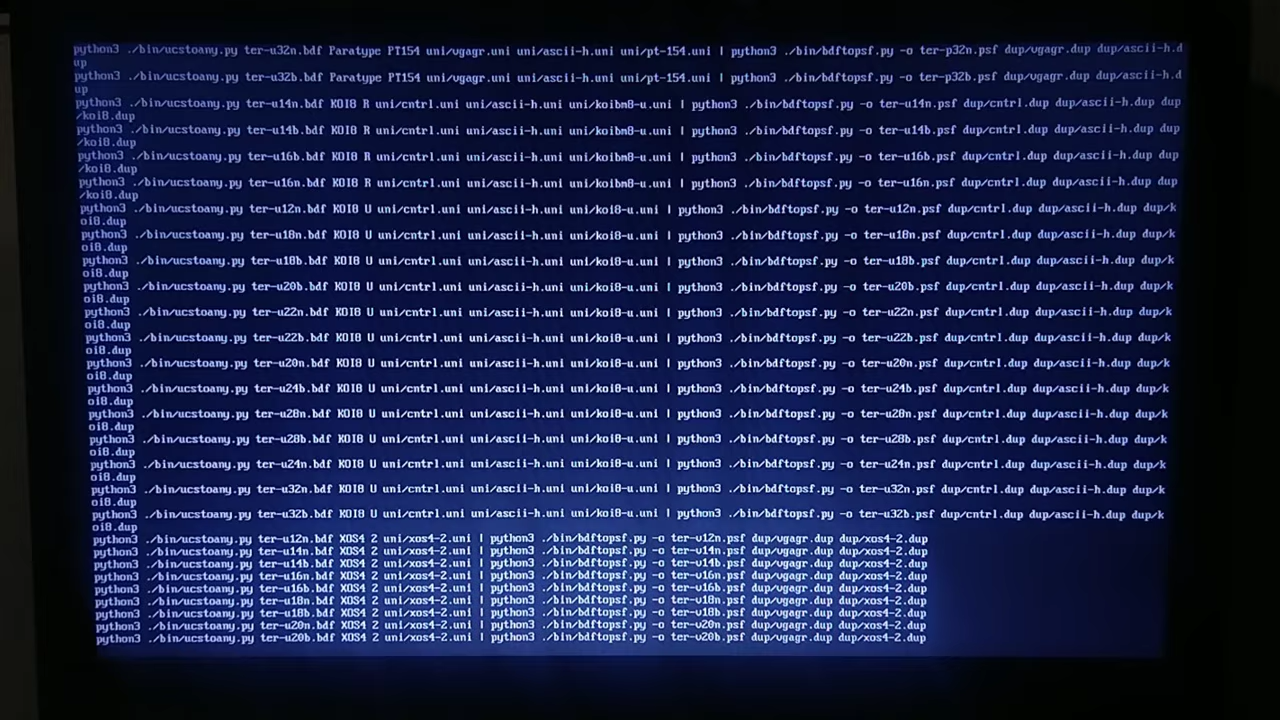 python3 ./bin/ucstoany.py ter-u32n.bdf Paratype PT154 uni/vgagr.uni uni/ascii-h.uni uni/pt-154.uni | python3 ./bin/bdftopsf.py -o ter-p32n.psf dup/vgagr.dup dup/ascii-h.d
up
python3 ./bin/ucstoany.py ter-u32b.bdf Paratype PT154 uni/vgagr.uni uni/ascii-h.uni uni/pt-154.uni | python3 ./bin/bdftopsf.py -o ter-p32b.psf dup/vgagr.dup dup/ascii-h.d
up
python3 ./bin/ucstoany.py ter-u14n.bdf KOI8 R uni/cntrl.uni uni/ascii-h.uni uni/koibm8-u.uni | python3 ./bin/bdftopsf.py -o ter-u14n.psf dup/cntrl.dup dup/ascii-h.dup dup
/koi8.dup
python3 ./bin/ucstoany.py ter-u14b.bdf KOI8 R uni/cntrl.uni uni/ascii-h.uni uni/koibm8-u.uni | python3 ./bin/bdftopsf.py -o ter-u14b.psf dup/cntrl.dup dup/ascii-h.dup dup
/koi8.dup
python3 ./bin/ucstoany.py ter-u16b.bdf KOI8 R uni/cntrl.uni uni/ascii-h.uni uni/koibm8-u.uni | python3 ./bin/bdftopsf.py -o ter-u16b.psf dup/cntrl.dup dup/ascii-h.dup dup
/koi8.dup
python3 ./bin/ucstoany.py ter-u16n.bdf KOI8 R uni/cntrl.uni uni/ascii-h.uni uni/koibm8-u.uni | python3 ./bin/bdftopsf.py -o ter-u16n.psf dup/cntrl.dup dup/ascii-h.dup dup
/koi8.dup
python3 ./bin/ucstoany.py ter-u12n.bdf KOI8 U uni/cntrl.uni uni/ascii-h.uni uni/koi8-u.uni | python3 ./bin/bdftopsf.py -o ter-u12n.psf dup/cntrl.dup dup/ascii-h.dup dup/k
oi8.dup
python3 ./bin/ucstoany.py ter-u18n.bdf KOI8 U uni/cntrl.uni uni/ascii-h.uni uni/koi8-u.uni | python3 ./bin/bdftopsf.py -o ter-u18n.psf dup/cntrl.dup dup/ascii-h.dup dup/k
oi8.dup
python3 ./bin/ucstoany.py ter-u18b.bdf KOI8 U uni/cntrl.uni uni/ascii-h.uni uni/koi8-u.uni | python3 ./bin/bdftopsf.py -o ter-u18b.psf dup/cntrl.dup dup/ascii-h.dup dup/k
oi8.dup
python3 ./bin/ucstoany.py ter-u20b.bdf KOI8 U uni/cntrl.uni uni/ascii-h.uni uni/koi8-u.uni | python3 ./bin/bdftopsf.py -o ter-u20b.psf dup/cntrl.dup dup/ascii-h.dup dup/k
oi8.dup
python3 ./bin/ucstoany.py ter-u22n.bdf KOI8 U uni/cntrl.uni uni/ascii-h.uni uni/koi8-u.uni | python3 ./bin/bdftopsf.py -o ter-u22n.psf dup/cntrl.dup dup/ascii-h.dup dup/k
oi8.dup
python3 ./bin/ucstoany.py ter-u22b.bdf KOI8 U uni/cntrl.uni uni/ascii-h.uni uni/koi8-u.uni | python3 ./bin/bdftopsf.py -o ter-u22b.psf dup/cntrl.dup dup/ascii-h.dup dup/k
oi8.dup
python3 ./bin/ucstoany.py ter-u20n.bdf KOI8 U uni/cntrl.uni uni/ascii-h.uni uni/koi8-u.uni | python3 ./bin/bdftopsf.py -o ter-u20n.psf dup/cntrl.dup dup/ascii-h.dup dup/k
oi8.dup
python3 ./bin/ucstoany.py ter-u24b.bdf KOI8 U uni/cntrl.uni uni/ascii-h.uni uni/koi8-u.uni | python3 ./bin/bdftopsf.py -o ter-u24b.psf dup/cntrl.dup dup/ascii-h.dup dup/k
oi8.dup
python3 ./bin/ucstoany.py ter-u28n.bdf KOI8 U uni/cntrl.uni uni/ascii-h.uni uni/koi8-u.uni | python3 ./bin/bdftopsf.py -o ter-u28n.psf dup/cntrl.dup dup/ascii-h.dup dup/k
oi8.dup
python3 ./bin/ucstoany.py ter-u28b.bdf KOI8 U uni/cntrl.uni uni/ascii-h.uni uni/koi8-u.uni | python3 ./bin/bdftopsf.py -o ter-u28b.psf dup/cntrl.dup dup/ascii-h.dup dup/k
oi8.dup
python3 ./bin/ucstoany.py ter-u24n.bdf KOI8 U uni/cntrl.uni uni/ascii-h.uni uni/koi8-u.uni | python3 ./bin/bdftopsf.py -o ter-u24n.psf dup/cntrl.dup dup/ascii-h.dup dup/k
oi8.dup
python3 ./bin/ucstoany.py ter-u32n.bdf KOI8 U uni/cntrl.uni uni/ascii-h.uni uni/koi8-u.uni | python3 ./bin/bdftopsf.py -o ter-u32n.psf dup/cntrl.dup dup/ascii-h.dup dup/k
oi8.dup
python3 ./bin/ucstoany.py ter-u32b.bdf KOI8 U uni/cntrl.uni uni/ascii-h.uni uni/koi8-u.uni | python3 ./bin/bdftopsf.py -o ter-u32b.psf dup/cntrl.dup dup/ascii-h.dup dup/k
oi8.dup
python3 ./bin/ucstoany.py ter-u12n.bdf XOS4 2 uni/xos4-2.uni | python3 ./bin/bdftopsf.py -o ter-v12n.psf dup/vgagr.dup dup/xos4-2.dup
python3 ./bin/ucstoany.py ter-u14n.bdf XOS4 2 uni/xos4-2.uni | python3 ./bin/bdftopsf.py -o ter-v14n.psf dup/vgagr.dup dup/xos4-2.dup
python3 ./bin/ucstoany.py ter-u14b.bdf XOS4 2 uni/xos4-2.uni | python3 ./bin/bdftopsf.py -o ter-v14b.psf dup/vgagr.dup dup/xos4-2.dup
python3 ./bin/ucstoany.py ter-u16n.bdf XOS4 2 uni/xos4-2.uni | python3 ./bin/bdftopsf.py -o ter-v16n.psf dup/vgagr.dup dup/xos4-2.dup
python3 ./bin/ucstoany.py ter-u16b.bdf XOS4 2 uni/xos4-2.uni | python3 ./bin/bdftopsf.py -o ter-v16b.psf dup/vgagr.dup dup/xos4-2.dup
python3 ./bin/ucstoany.py ter-u18n.bdf XOS4 2 uni/xos4-2.uni | python3 ./bin/bdftopsf.py -o ter-v18n.psf dup/vgagr.dup dup/xos4-2.dup
python3 ./bin/ucstoany.py ter-u18b.bdf XOS4 2 uni/xos4-2.uni | python3 ./bin/bdftopsf.py -o ter-v18b.psf dup/vgagr.dup dup/xos4-2.dup
python3 ./bin/ucstoany.py ter-u20n.bdf XOS4 2 uni/xos4-2.uni | python3 ./bin/bdftopsf.py -o ter-v20n.psf dup/vgagr.dup dup/xos4-2.dup
python3 ./bin/ucstoany.py ter-u20b.bdf XOS4 2 uni/xos4-2.uni | python3 ./bin/bdftopsf.py -o ter-v20b.psf dup/vgagr.dup dup/xos4-2.dup